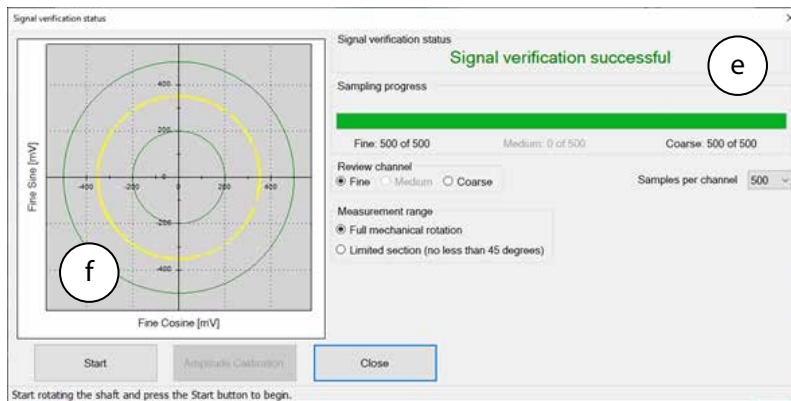 Signal verification status
Signal verification status
Signal verification successful
e
Sampling progress
Fine: 500 of 500 Medium: 0 of 500 Coarse: 500 of 500
Review channel
Fine Medium Coarse
Samples per channel 500
Measurement range
Full mechanical rotation
Limited section (no less than 45 degrees)
Fine Sine [mV]
400
200
-400 -200 0 200 400
0
-200
-400
f
Fine Cosine [mV]
Start Amplitude Calibration Close
Start rotating the shaft and press the Start button to begin.